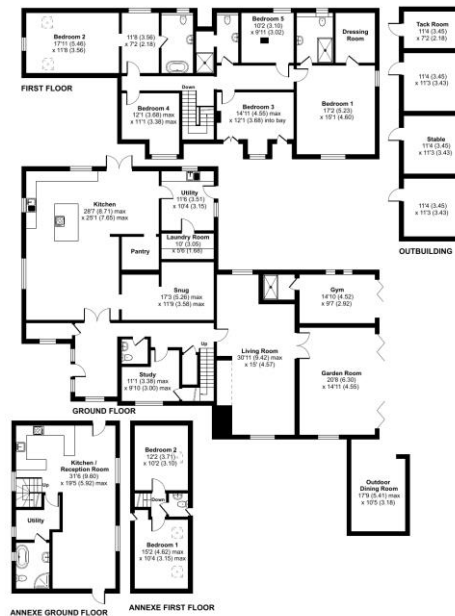 Bedroom 2
17'11 (5.46)
x 11'8 (3.56)
11'8 (3.56)
x 7'2 (2.18)
Bedroom 5
10'2 (3.10)
x 9'11 (3.02)
Dressing
Room
Tack Room
11'4 (3.45)
x 7'2 (2.18)
FIRST FLOOR
Down
Bedroom 4
12'1 (3.68) max
x 11'1 (3.38) max
Bedroom 3
14'11 (4.55) max
x 12'1 (3.68) into bay
Bedroom 1
17'2 (5.23)
x 15'1 (4.60)
11'4 (3.45)
x 11'3 (3.43)
Stable
11'4 (3.45)
x 11'3 (3.43)
11'4 (3.45)
x 11'3 (3.43)
OUTBUILDING
Kitchen
28'7 (8.71) max
x 25'1 (7.65) max
Utility
11'6 (3.51)
x 10'4 (3.15)
Laundry Room
10' (3.05)
x 5'6 (1.68)
Pantry
Snug
17'3 (5.26) max
x 11'9 (3.58) max
Gym
14'10 (4.52)
x 9'7 (2.92)
Living Room
30'11 (9.42) max
x 15' (4.57)
Garden Room
20'8 (6.30)
x 14'11 (4.55)
Up
Study
11'1 (3.38) max
x 9'10 (3.00) max
GROUND FLOOR
Outdoor
Dining Room
17'9 (5.41) max
x 10'5 (3.18)
Kitchen /
Reception Room
31'6 (9.60)
x 19'5 (5.92) max
Up
Utility
ANNEXE GROUND FLOOR
Bedroom 2
12'2 (3.71)
x 10'2 (3.10)
Down
Bedroom 1
15'2 (4.62) max
x 10'4 (3.15) max
ANNEXE FIRST FLOOR